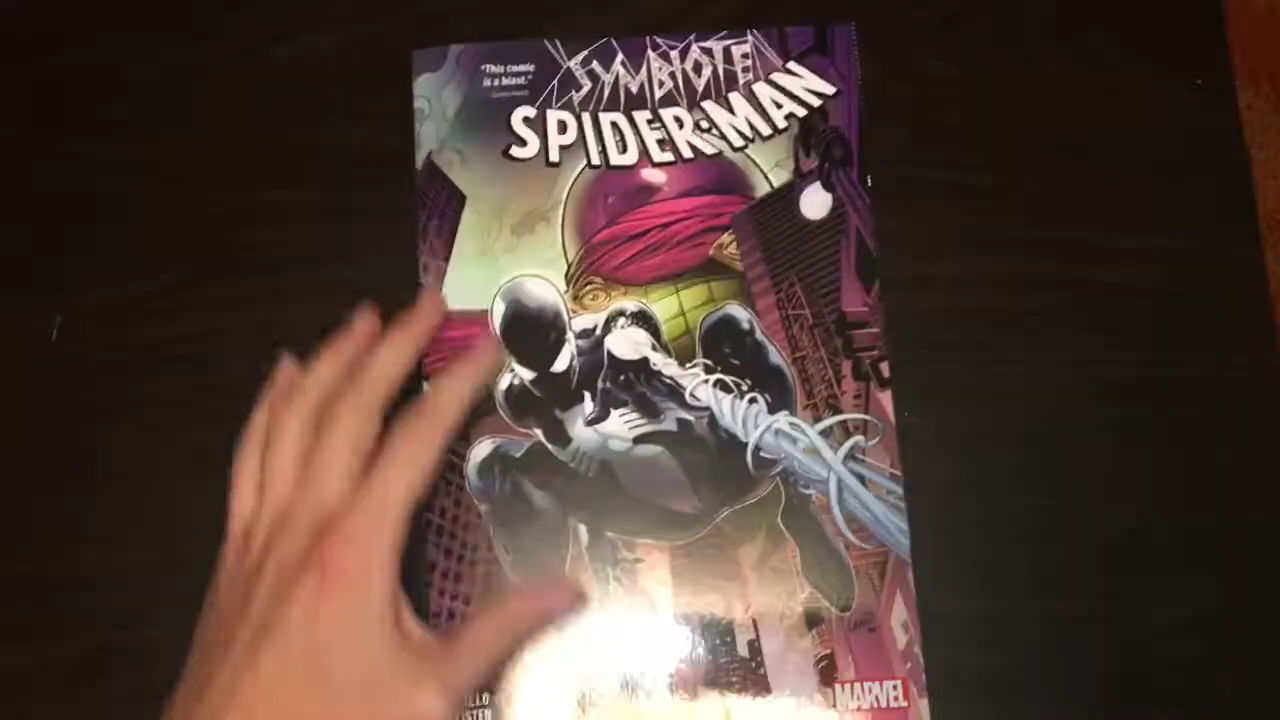 "This comic
is a blast."
SYMBIOTE
SPIDER-MAN
MARVEL